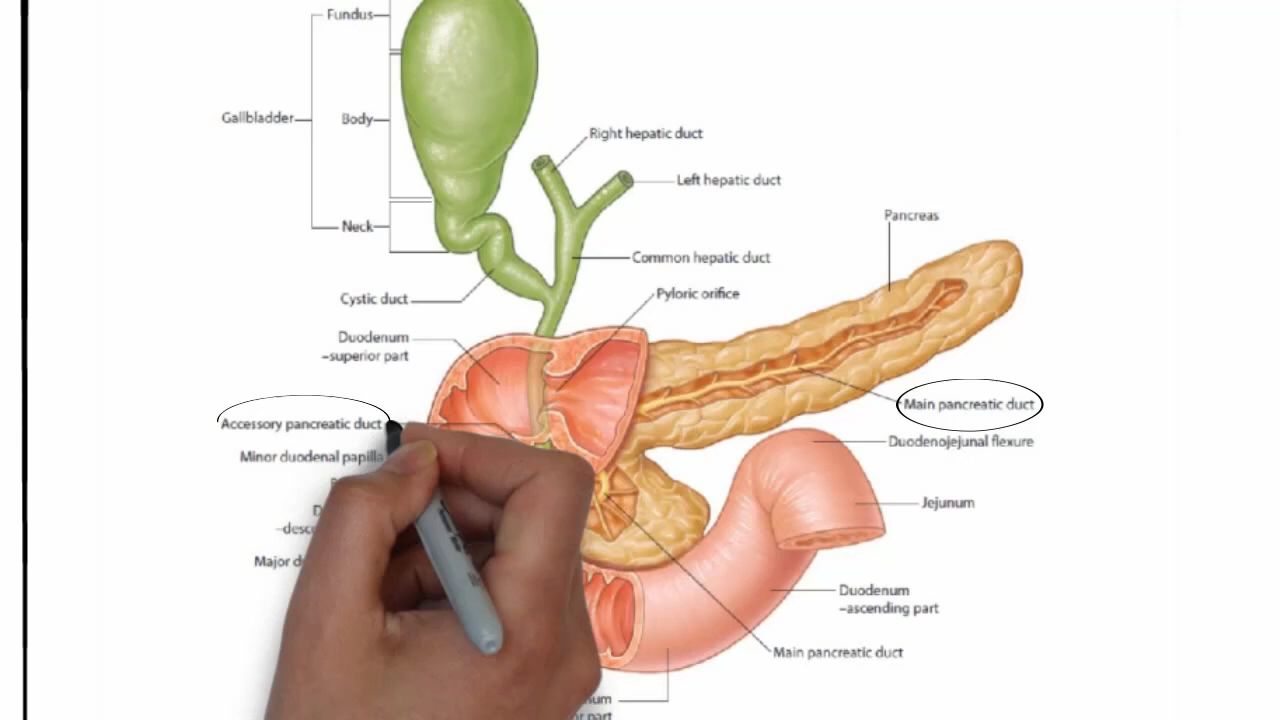 Fundus
Gallbladder
Body
Right hepatic duct
Left hepatic duct
Pancreas
Neck
Common hepatic duct
Cystic duct
Pyloric orifice
Duodenum
–superior part
Main pancreatic duct
Accessory pancreatic duct
Duodenojejunal flexure
Minor duodenal papilla
Jejunum
Major
Duodenum
–ascending part
Main pancreatic duct
part